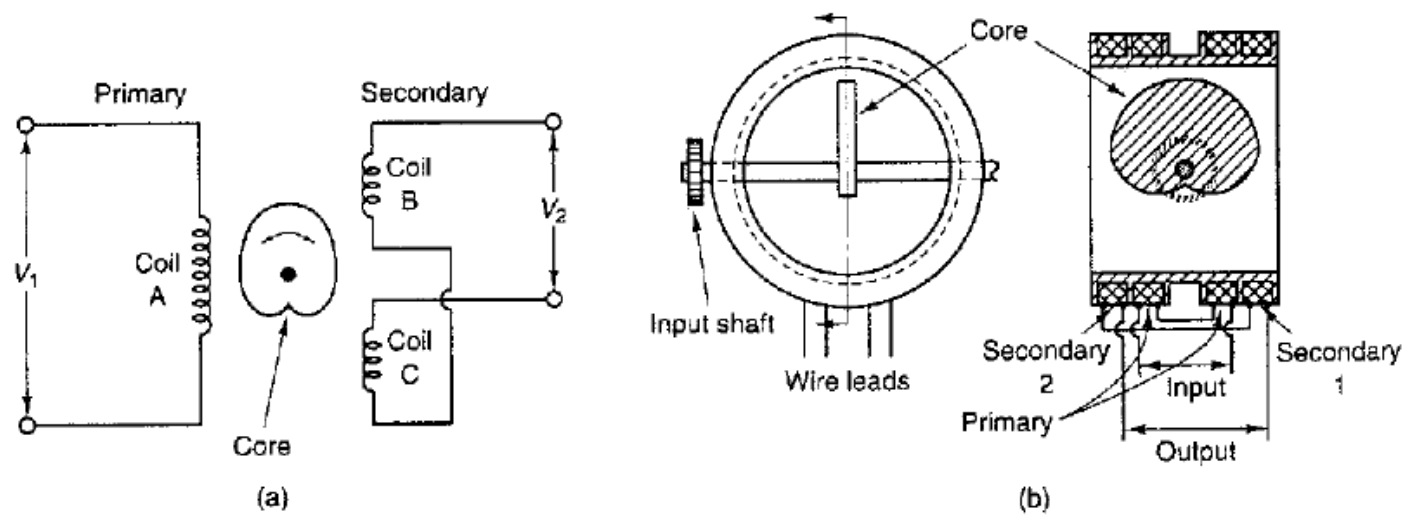 Primary
Secondary
V1
Coil
A
Coil
B
Coil
C
V2
Core
(a)
Core
Input shaft
Wire leads
Secondary
2
Input
Secondary
1
Primary
Output
(b)